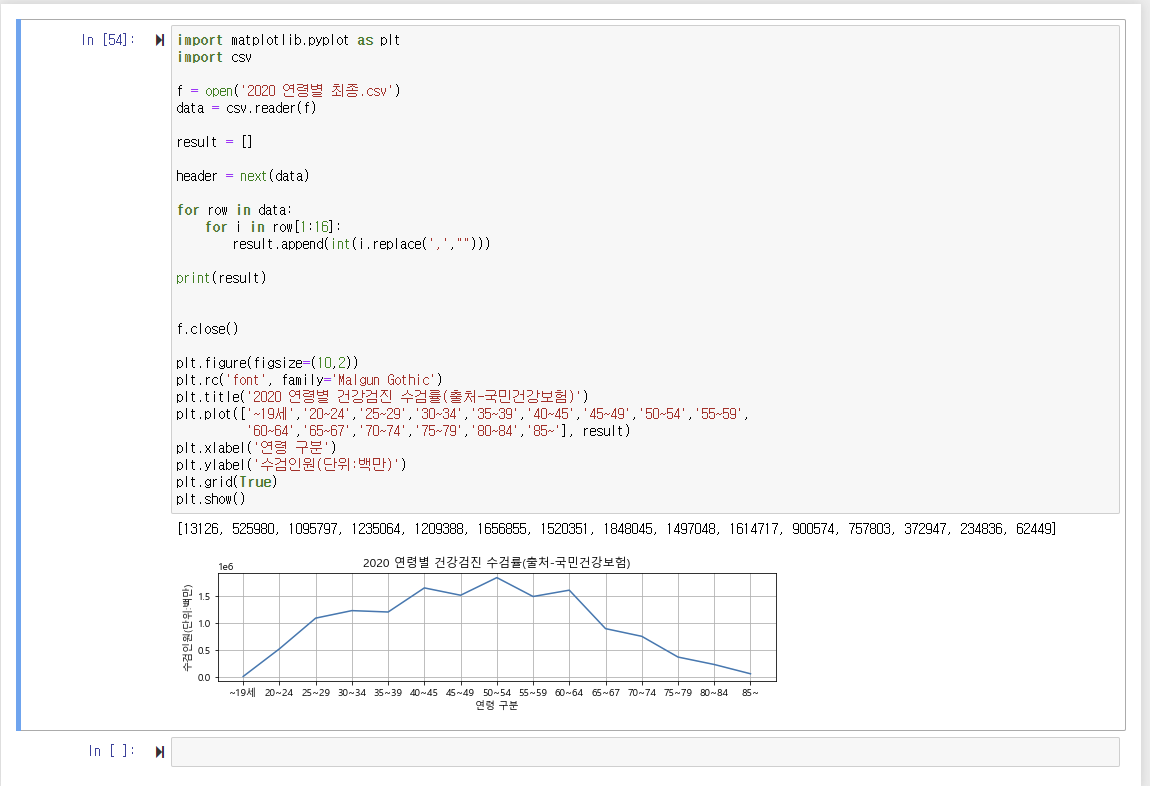 In [54]:
import matplotlib.pyplot as plt
import csv
f = open('2020 연령별 최종.csv')
data = csv.reader(f)
result = []
header = next(data)
for row in data:
    for i in row[1:16]:
        result.append(int(i.replace(',',"")))
print(result)
f.close()
plt.figure(figsize=(10,2))
plt.rc('font', family='Malgun Gothic')
plt.title('2020 연령별 건강검진 수검률(출처-국민건강보험)')
plt.plot(['~19세','20~24','25~29','30~34','35~39','40~45','45~49','50~54','55~59',
          '60~64','65~67','70~74','75~79','80~84','85~'], result)
plt.xlabel('연령 구분')
plt.ylabel('수검인원(단위:백만)')
plt.grid(True)
plt.show()
[13126, 525980, 1095797, 1235064, 1209388, 1656855, 1520351, 1848045, 1497048, 1614717, 900574, 757803, 372947, 234836, 62449]
2020 연령별 건강검진 수검률(출처-국민건강보험)
1e6
수검인원(단위:백만)
1.5
1.0
0.5
0.0
~19세 20~24 25~29 30~34 35~39 40~45 45~49 50~54 55~59 60~64 65~67 70~74 75~79 80~84 85~
연령 구분
In [ ]: